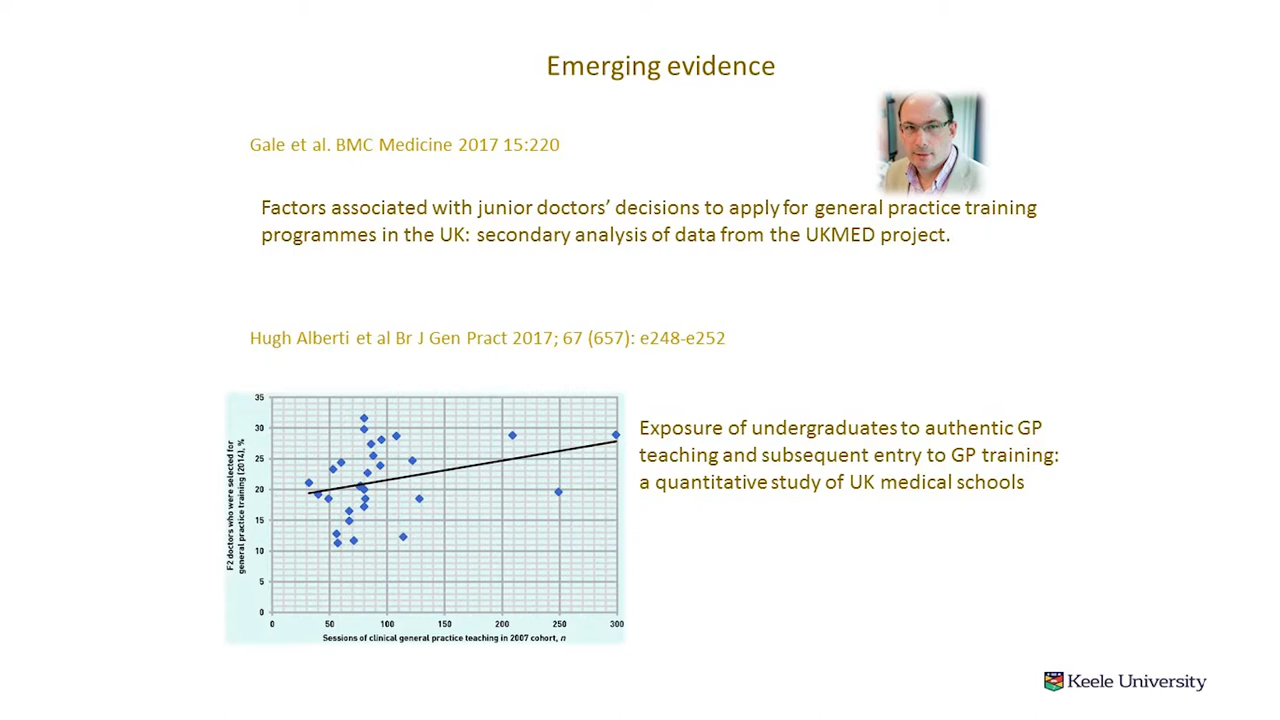 Emerging evidence
Gale et al. BMC Medicine 2017 15:220
Factors associated with junior doctors’ decisions to apply for general practice training
programmes in the UK: secondary analysis of data from the UKMED project.
Hugh Alberti et al Br J Gen Pract 2017; 67 (657): e248-e252
F2 doctors who were selected for
general practice training (2014), %
35
30
25
20
15
10
5
0
0 50 100 150 200 250 300
Sessions of clinical general practice teaching in 2007 cohort, n
Exposure of undergraduates to authentic GP
teaching and subsequent entry to GP training:
a quantitative study of UK medical schools
Keele University